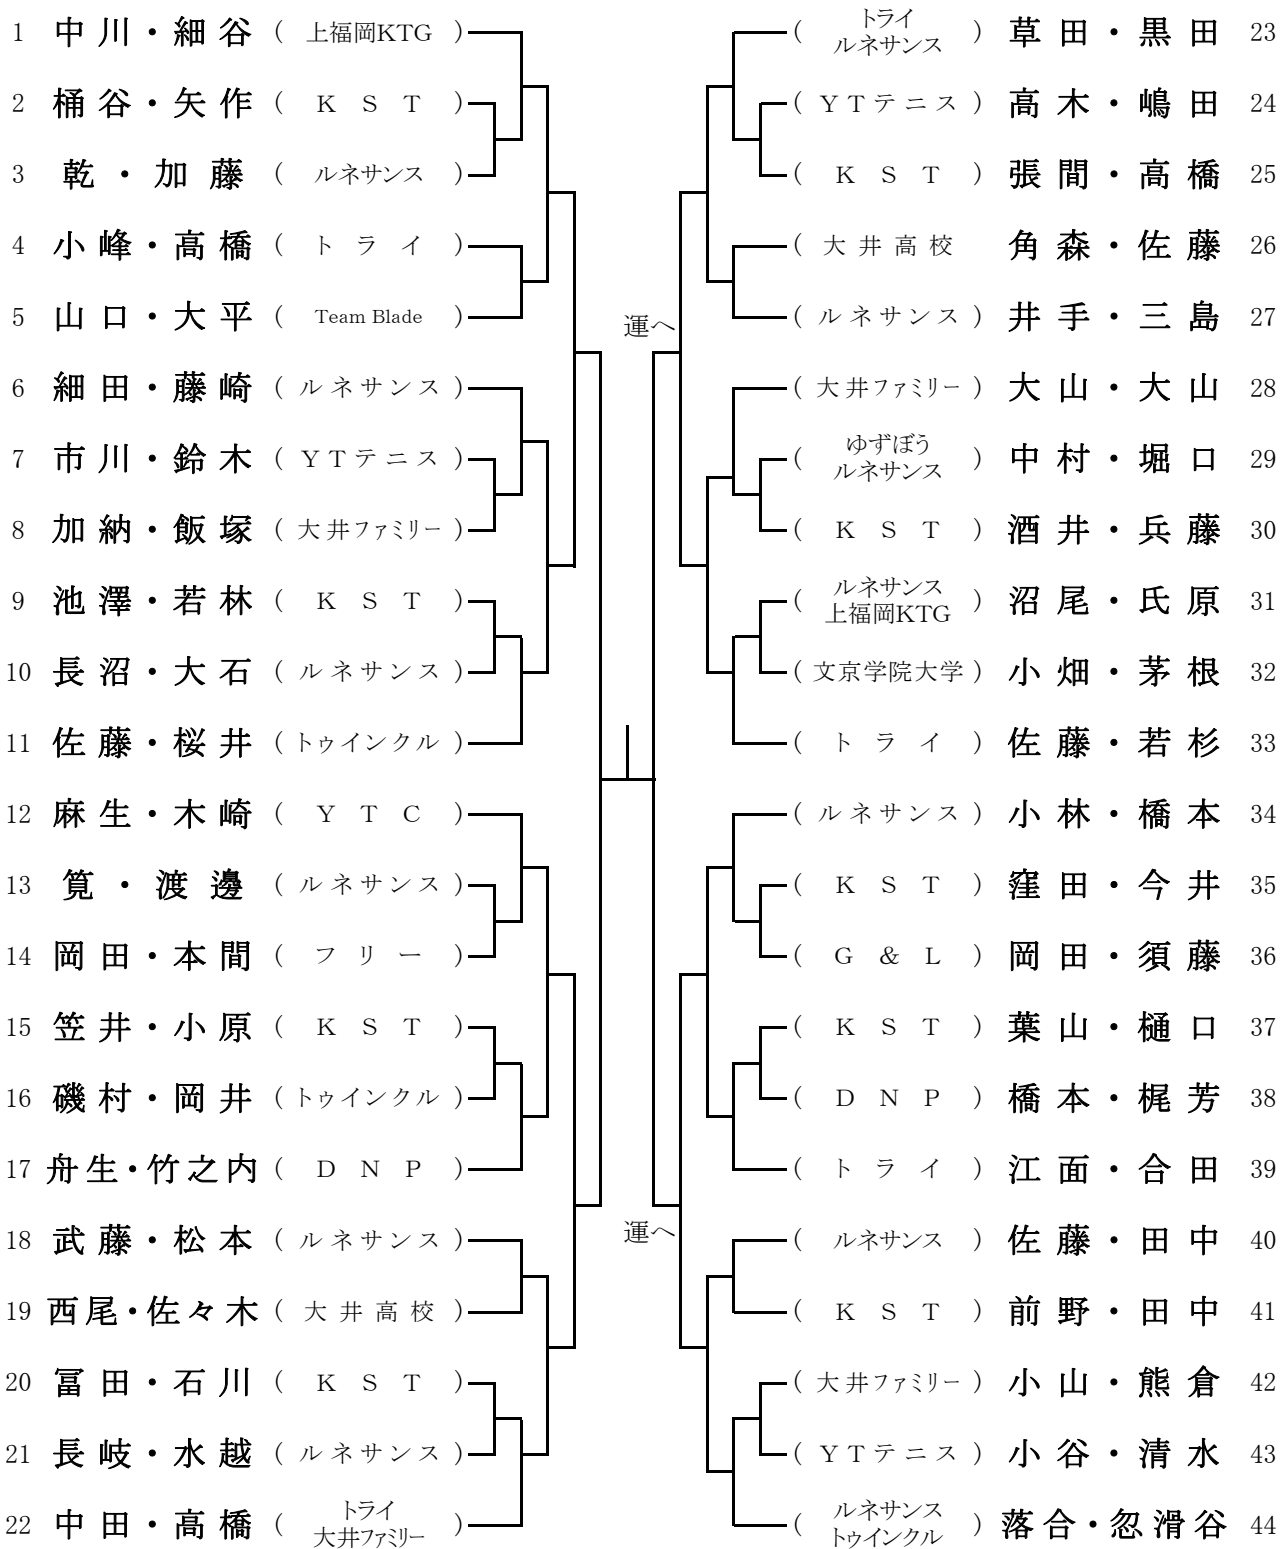 1 中川・細谷 ( 上福岡KTG )
2 桶谷・矢作 ( K S T )
3 乾・加藤 ( ルネサンス )
4 小峰・高橋 ( トライ )
5 山口・大平 ( Team Blade )
6 細田・藤崎 ( ルネサンス )
7 市川・鈴木 ( YTテニス )
8 加納・飯塚 ( 大井ファミリー )
9 池澤・若林 ( K S T )
10 長沼・大石 ( ルネサンス )
11 佐藤・桜井 ( トゥインクル )
12 麻生・木崎 ( Y T C )
13 筧・渡邊 ( ルネサンス )
14 岡田・本間 ( フリー )
15 笠井・小原 ( K S T )
16 磯村・岡井 ( トゥインクル )
17 舟生・竹之内 ( D N P )
18 武藤・松本 ( ルネサンス )
19 西尾・佐々木 ( 大井高校 )
20 冨田・石川 ( K S T )
21 長岐・水越 ( ルネサンス )
22 中田・高橋 ( トライ
大井ファミリー )
運へ
運へ
( トライ
ルネサンス ) 草田・黒田 23
( YTテニス ) 高木・嶋田 24
( K S T ) 張間・高橋 25
( 大井高校 角森・佐藤 26
( ルネサンス ) 井手・三島 27
( 大井ファミリー ) 大山・大山 28
( ゆずぼう
ルネサンス ) 中村・堀口 29
( K S T ) 酒井・兵藤 30
( ルネサンス
上福岡KTG ) 沼尾・氏原 31
( 文京学院大学 ) 小畑・茅根 32
( トライ ) 佐藤・若杉 33
( ルネサンス ) 小林・橋本 34
( K S T ) 窪田・今井 35
( G & L ) 岡田・須藤 36
( K S T ) 葉山・樋口 37
( D N P ) 橋本・梶芳 38
( トライ ) 江面・合田 39
( ルネサンス ) 佐藤・田中 40
( K S T ) 前野・田中 41
( 大井ファミリー ) 小山・熊倉 42
( YTテニス ) 小谷・清水 43
( ルネサンス
トゥインクル ) 落合・忽滑谷 44